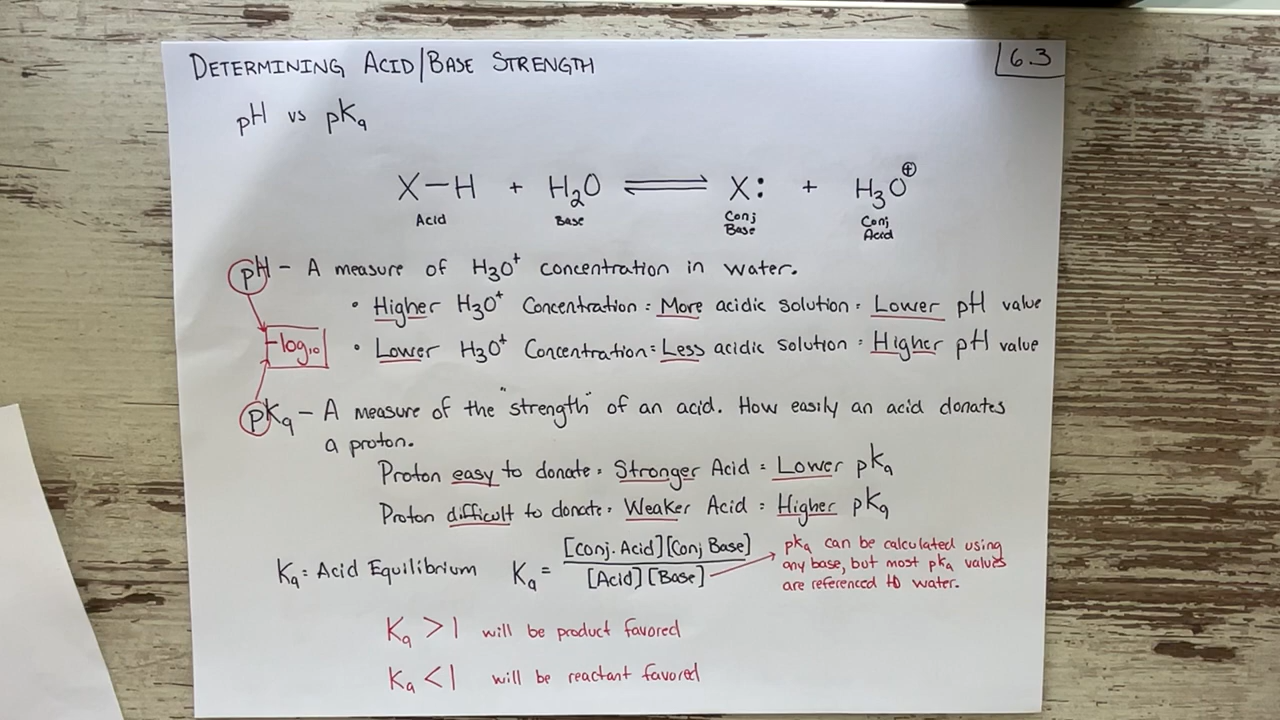 DETERMINING ACID/BASE STRENGTH
6.3
pH vs pKa
X—H + H₂O ⇌ X: + H₃O⊕
Acid Base Conj Base Conj Acid
pH – A measure of H₃O⁺ concentration in water.
• Higher H₃O⁺ Concentration = More acidic solution = Lower pH value
-log₁₀
• Lower H₃O⁺ Concentration = Less acidic solution = Higher pH value
pKa – A measure of the "strength" of an acid. How easily an acid donates
a proton.
Proton easy to donate = Stronger Acid = Lower pKa
Proton difficult to donate = Weaker Acid = Higher pKa
Ka = Acid Equilibrium Ka = [Conj. Acid][Conj Base] / [Acid][Base]
pKa can be calculated using
any base, but most pKa values
are referenced to water.
Ka > 1 will be product favored
Ka < 1 will be reactant favored